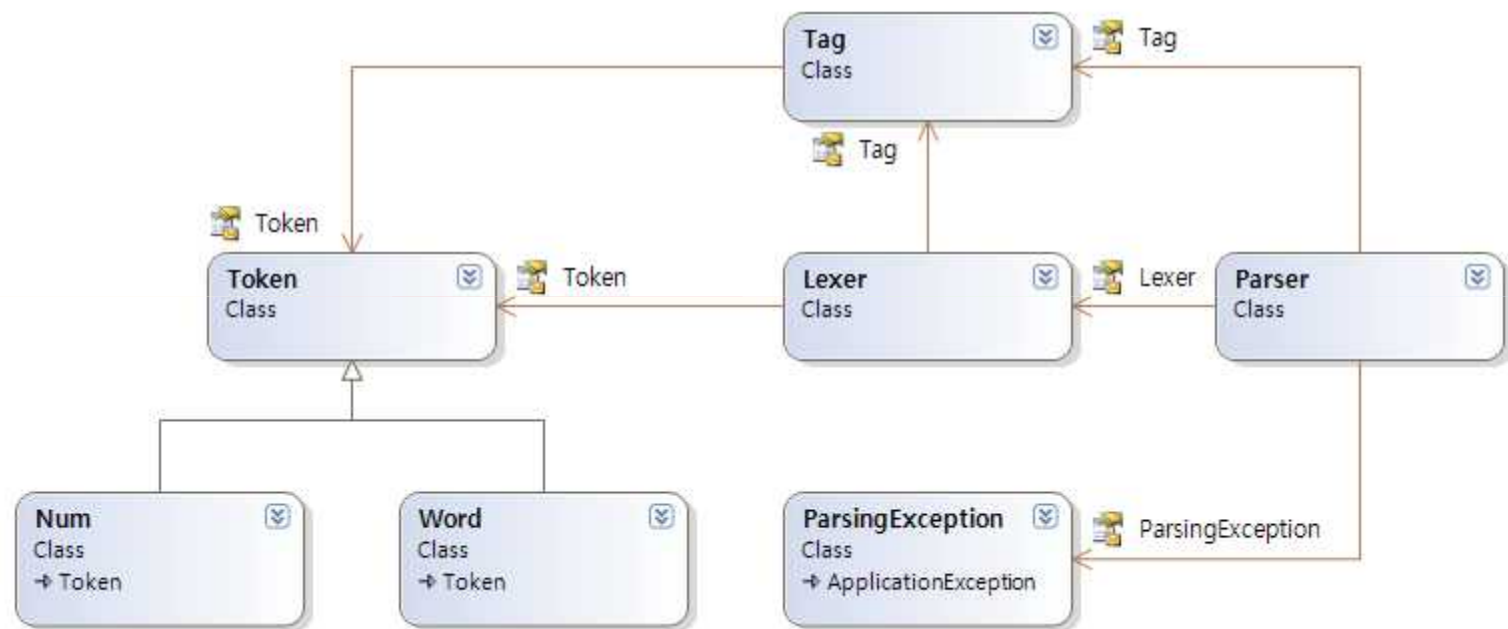 Tag
Class
Tag
Tag
Token
Token
Class
Token
Lexer
Class
Lexer
Parser
Class
Num
Class
Token
Word
Class
Token
ParsingException
Class
ApplicationException
ParsingException